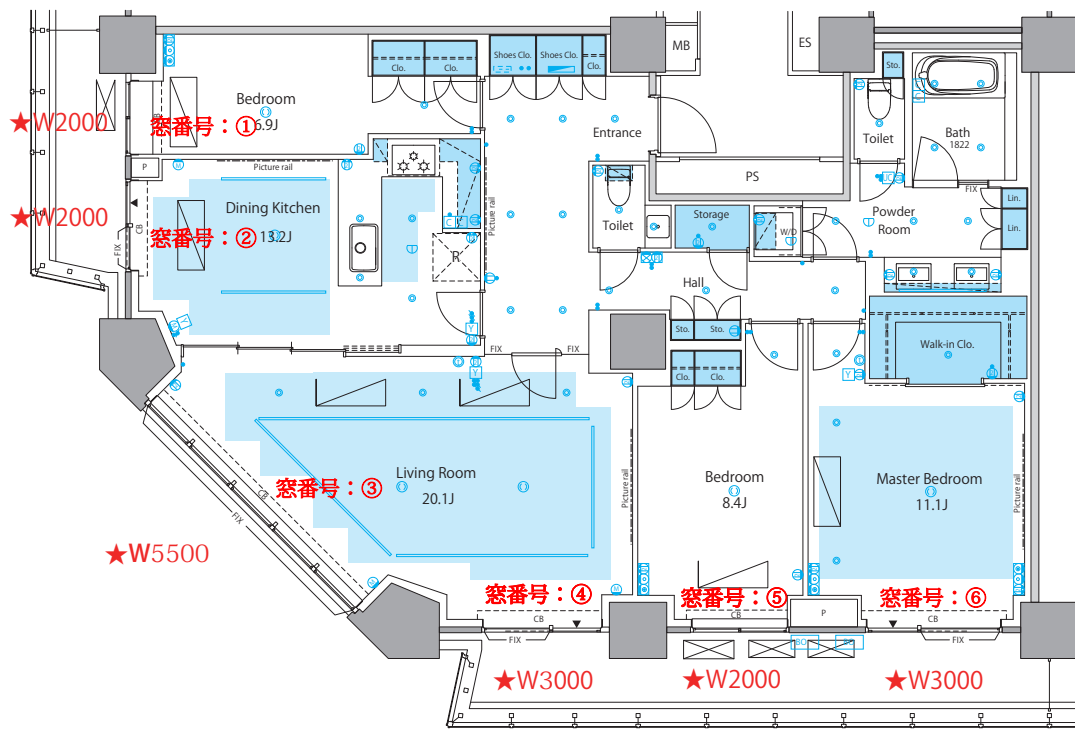 MB
ES
Shoes Clo.
Shoes Clo.
Clo.
Clo.
Clo.
Sto.
Bedroom
6.9J
★W2000
窓番号：①
CB
Entrance
Toilet
Bath
1822
P
Picture rail
PS
FIX
Lin.
Lin.
Dining Kitchen
13.2J
★W2000
窓番号：②
CB
FIX
Picture rail
C
R
Toilet
Storage
W/D
Powder
Room
Hall
Y
Y
Sto.
Sto.
Walk-in Clo.
FIX
FIX
Y
Clo.
Clo.
Y
Living Room
20.1J
窓番号：③
CB
FIX
Picture rail
Bedroom
8.4J
Master Bedroom
11.1J
Picture rail
★W5500
窓番号：④
窓番号：⑤
窓番号：⑥
CB
CB
P
CB
FIX
FIX
★W3000
★W2000
★W3000